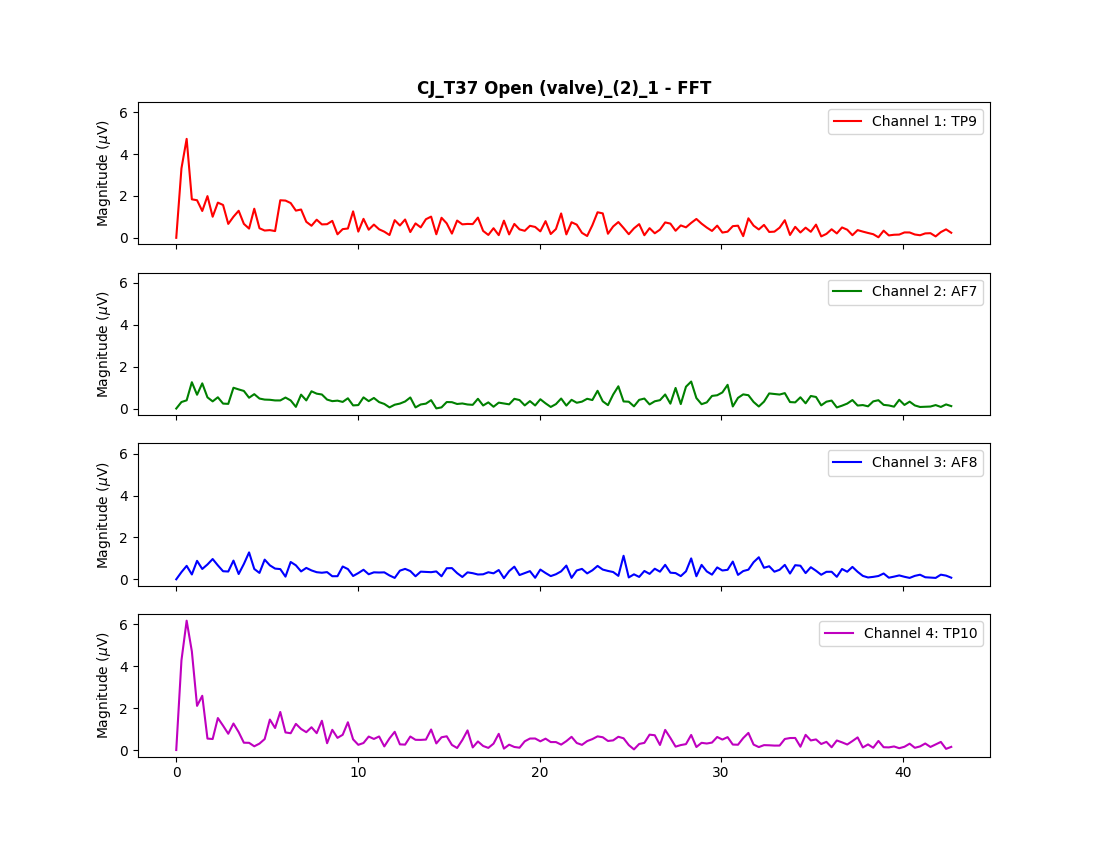 CJ_T37 Open (valve)_(2)_1 - FFT
6
4
2
0
Magnitude (μV)
Channel 1: TP9
6
4
2
0
Magnitude (μV)
Channel 2: AF7
6
4
2
0
Magnitude (μV)
Channel 3: AF8
6
4
2
0
Magnitude (μV)
Channel 4: TP10
0 10 20 30 40